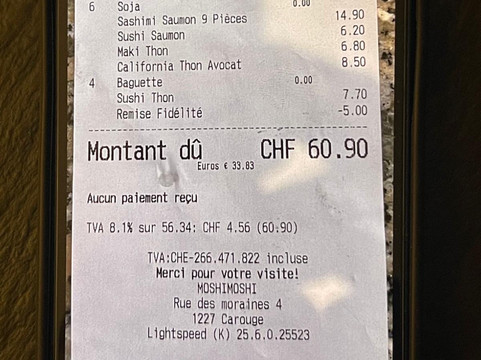 6 Soja 0.00
Sashimi Saumon 9 Pièces 14.90
Sushi Saumon 6.20
Maki Thon 6.80
California Thon Avocat 8.50
4 Baguette 0.00
Sushi Thon 7.70
Remise Fidélité -5.00
Montant dû CHF 60.90
Euros € 33.83
Aucun paiement reçu
TVA 8.1% sur 56.34: CHF 4.56 (60.90)
TVA:CHE-266.471.822 incluse
Merci pour votre visite!
MOSHIMOSHI
Rue des moraines 4
1227 Carouge
Lightspeed (K) 25.6.0.25523